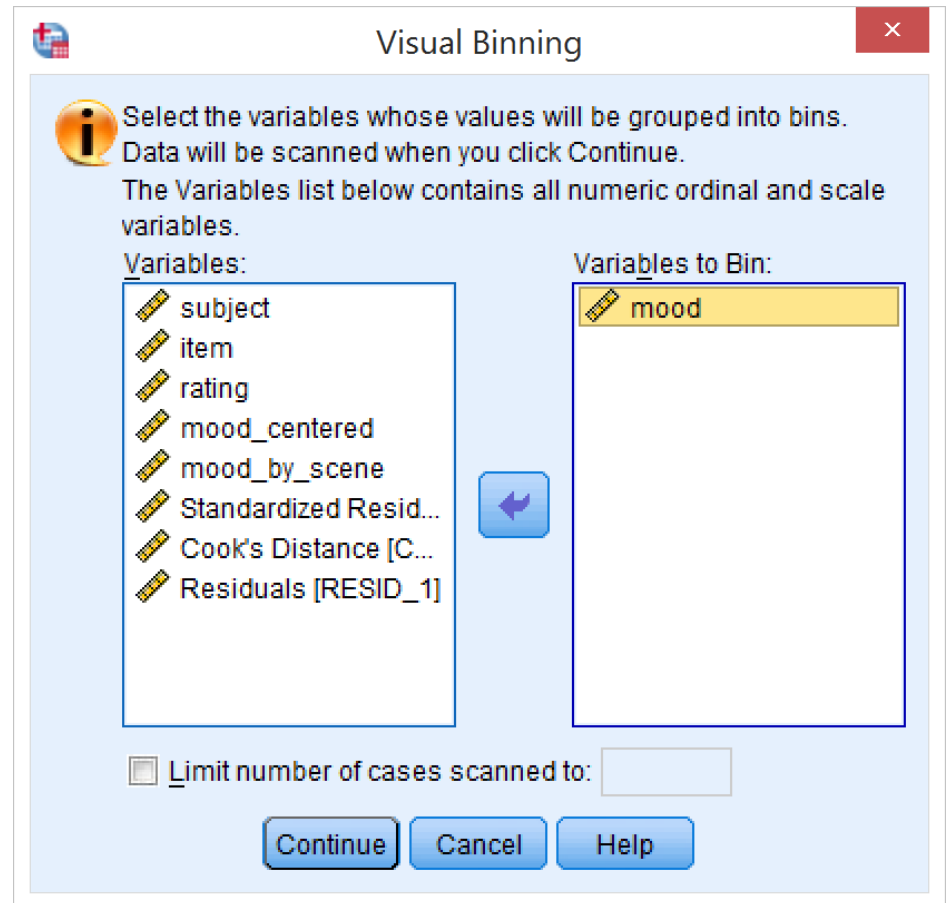 Visual Binning
Select the variables whose values will be grouped into bins.
Data will be scanned when you click Continue.
The Variables list below contains all numeric ordinal and scale
variables.
Variables:
subject
item
rating
mood_centered
mood_by_scene
Standardized Resid...
Cook's Distance [C...
Residuals [RESID_1]
Variables to Bin:
mood
Limit number of cases scanned to:
Continue Cancel Help